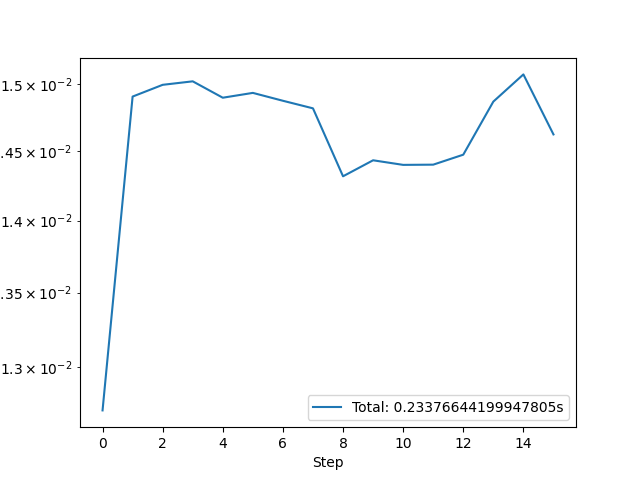 1.5 × 10⁻²
.45 × 10⁻²
1.4 × 10⁻²
.35 × 10⁻²
1.3 × 10⁻²
Total: 0.23376644199947805s
0 2 4 6 8 10 12 14
Step